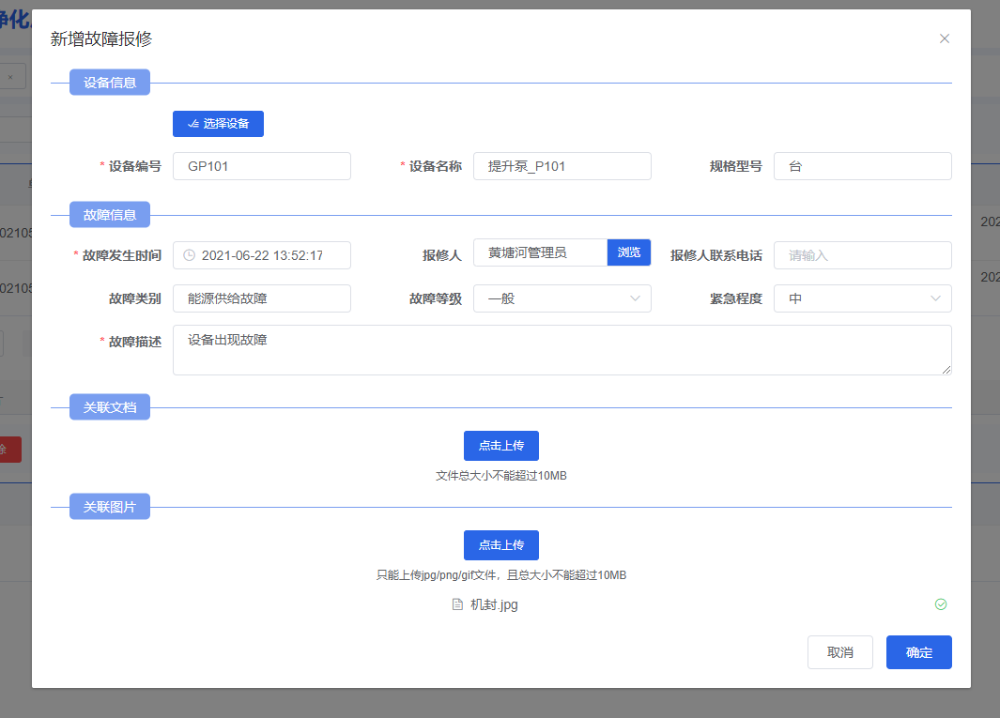 净化
新增故障报修
设备信息
选择设备
* 设备编号 GP101 * 设备名称 提升泵_P101 规格型号 台
故障信息
02105
202
* 故障发生时间 2021-06-22 13:52:17 报修人 黄塘河管理员 浏览 报修人联系电话 请输入
02105
202
故障类别 能源供给故障 故障等级 一般 紧急程度 中
* 故障描述 设备出现故障
关联文档
点击上传
除
文件总大小不能超过10MB
关联图片
点击上传
只能上传jpg/png/gif文件，且总大小不能超过10MB
机封.jpg
取消 确定